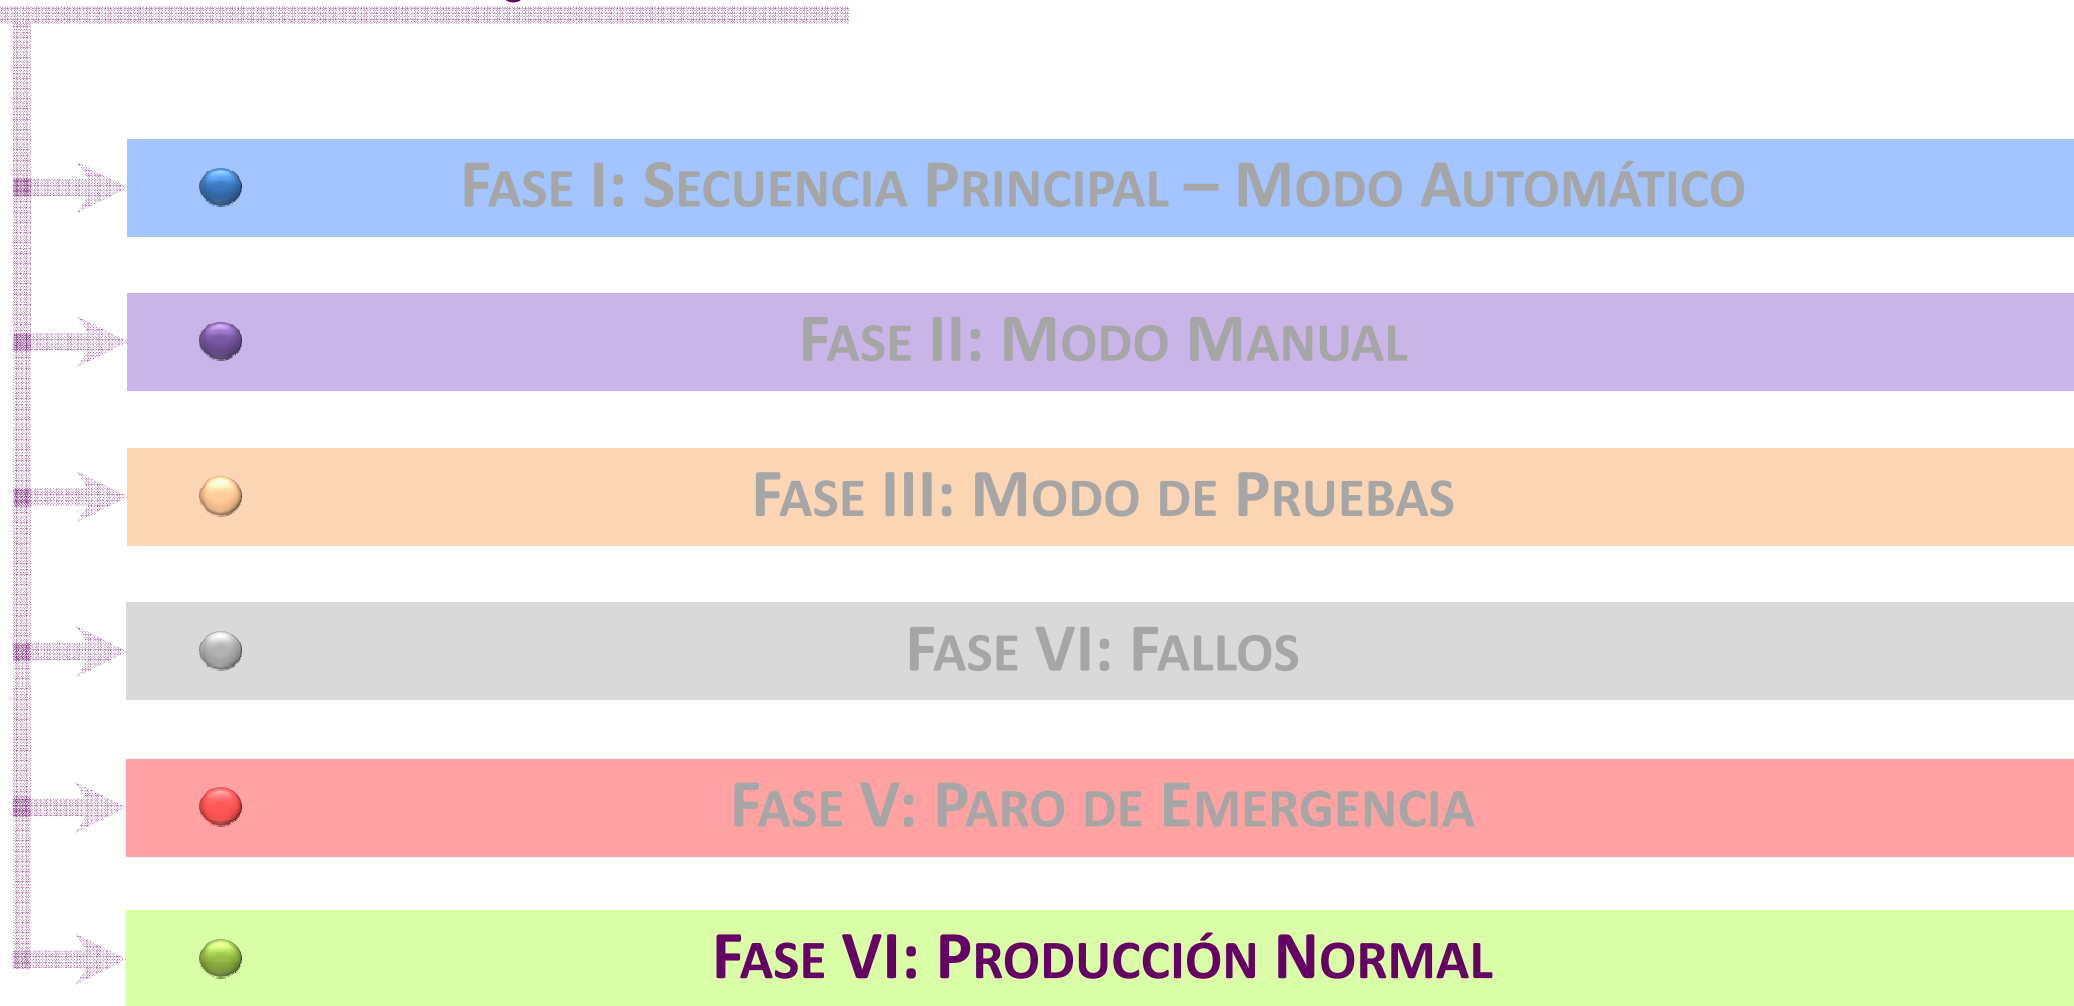 FASE I: SECUENCIA PRINCIPAL – MODO AUTOMÁTICO
FASE II: MODO MANUAL
FASE III: MODO DE PRUEBAS
FASE VI: FALLOS
FASE V: PARO DE EMERGENCIA
FASE VI: PRODUCCIÓN NORMAL